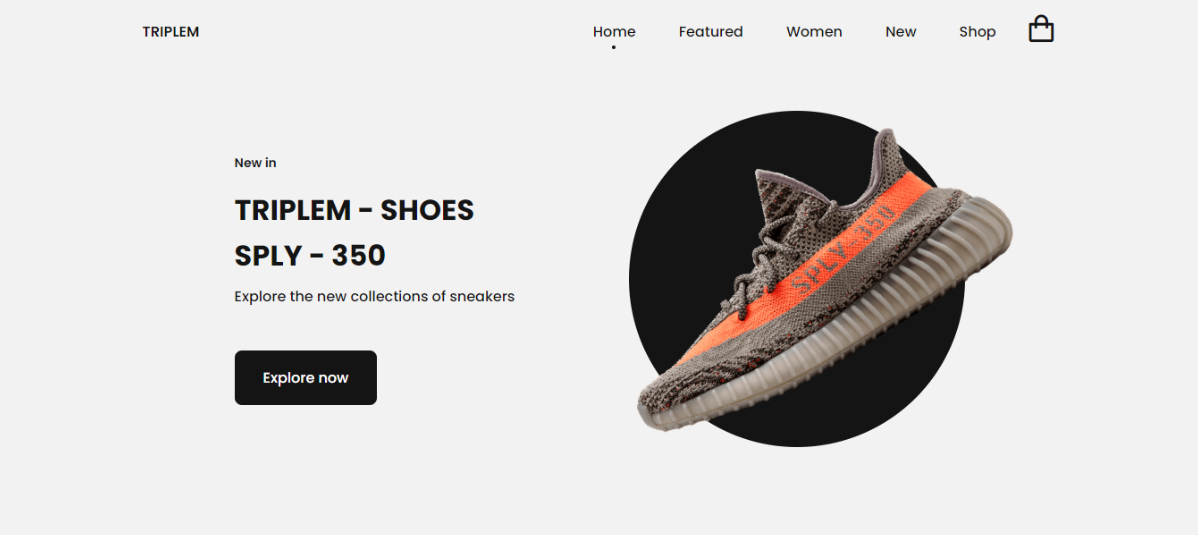 TRIPLEM
Home Featured Women New Shop
New in
TRIPLEM - SHOES
SPLY - 350
Explore the new collections of sneakers
Explore now
SPLY-350